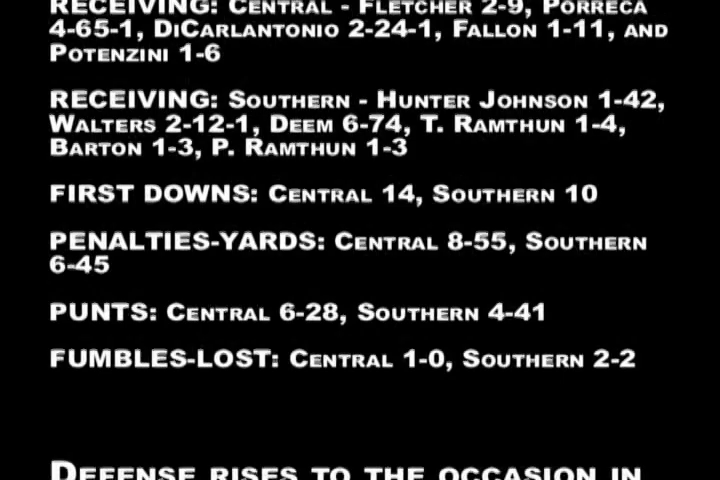 RECEIVING: CENTRAL - FLETCHER 2-9, PORRECA
4-65-1, DICARLANTONIO 2-24-1, FALLON 1-11, AND
POTENZINI 1-6
RECEIVING: SOUTHERN - HUNTER JOHNSON 1-42,
WALTERS 2-12-1, DEEM 6-74, T. RAMTHUN 1-4,
BARTON 1-3, P. RAMTHUN 1-3
FIRST DOWNS: CENTRAL 14, SOUTHERN 10
PENALTIES-YARDS: CENTRAL 8-55, SOUTHERN
6-45
PUNTS: CENTRAL 6-28, SOUTHERN 4-41
FUMBLES-LOST: CENTRAL 1-0, SOUTHERN 2-2
DEFENSE RISES TO THE OCCASION IN